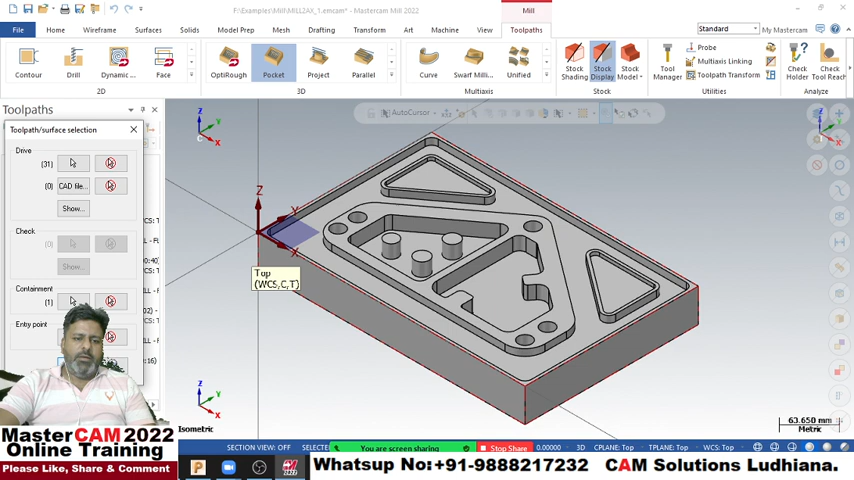 F:\Examples\Mill\MILL2AX_1.emcam* - Mastercam Mill 2022
Mill
File
Home
Wireframe
Surfaces
Solids
Model Prep
Mesh
Drafting
Transform
Art
Machine
View
Toolpaths
Standard
My Mastercam
Contour
Drill
Dynamic ...
Face
OptiRough
Pocket
Project
Parallel
Curve
Swarf Milli...
Unified
Stock
Shading
Stock
Display
Stock
Model
Tool
Manager
Probe
Multiaxis Linking
Toolpath Transform
Check
Holder
Check
Tool Reach
2D
3D
Multiaxis
Stock
Utilities
Analyze
Toolpaths
Toolpath/surface selection
Drive
(31)
(0)
CAD file...
Show...
Check
(0)
Show...
Containment
(1)
Entry point
AutoCursor
Z
Y
X
Z
Y
X
Z
Y
X
Top
(WCS,C,T)
Z
Y
X
Isometric
63.650 mm
Metric
SECTION VIEW: OFF
SELECTE
You are screen sharing
Stop Share
0.00000
3D
CPLANE: Top
TPLANE: Top
WCS: Top
MasterCAM 2022
Online Training
Please Like, Share & Comment
Whatsup No:+91-9888217232 CAM Solutions Ludhiana.